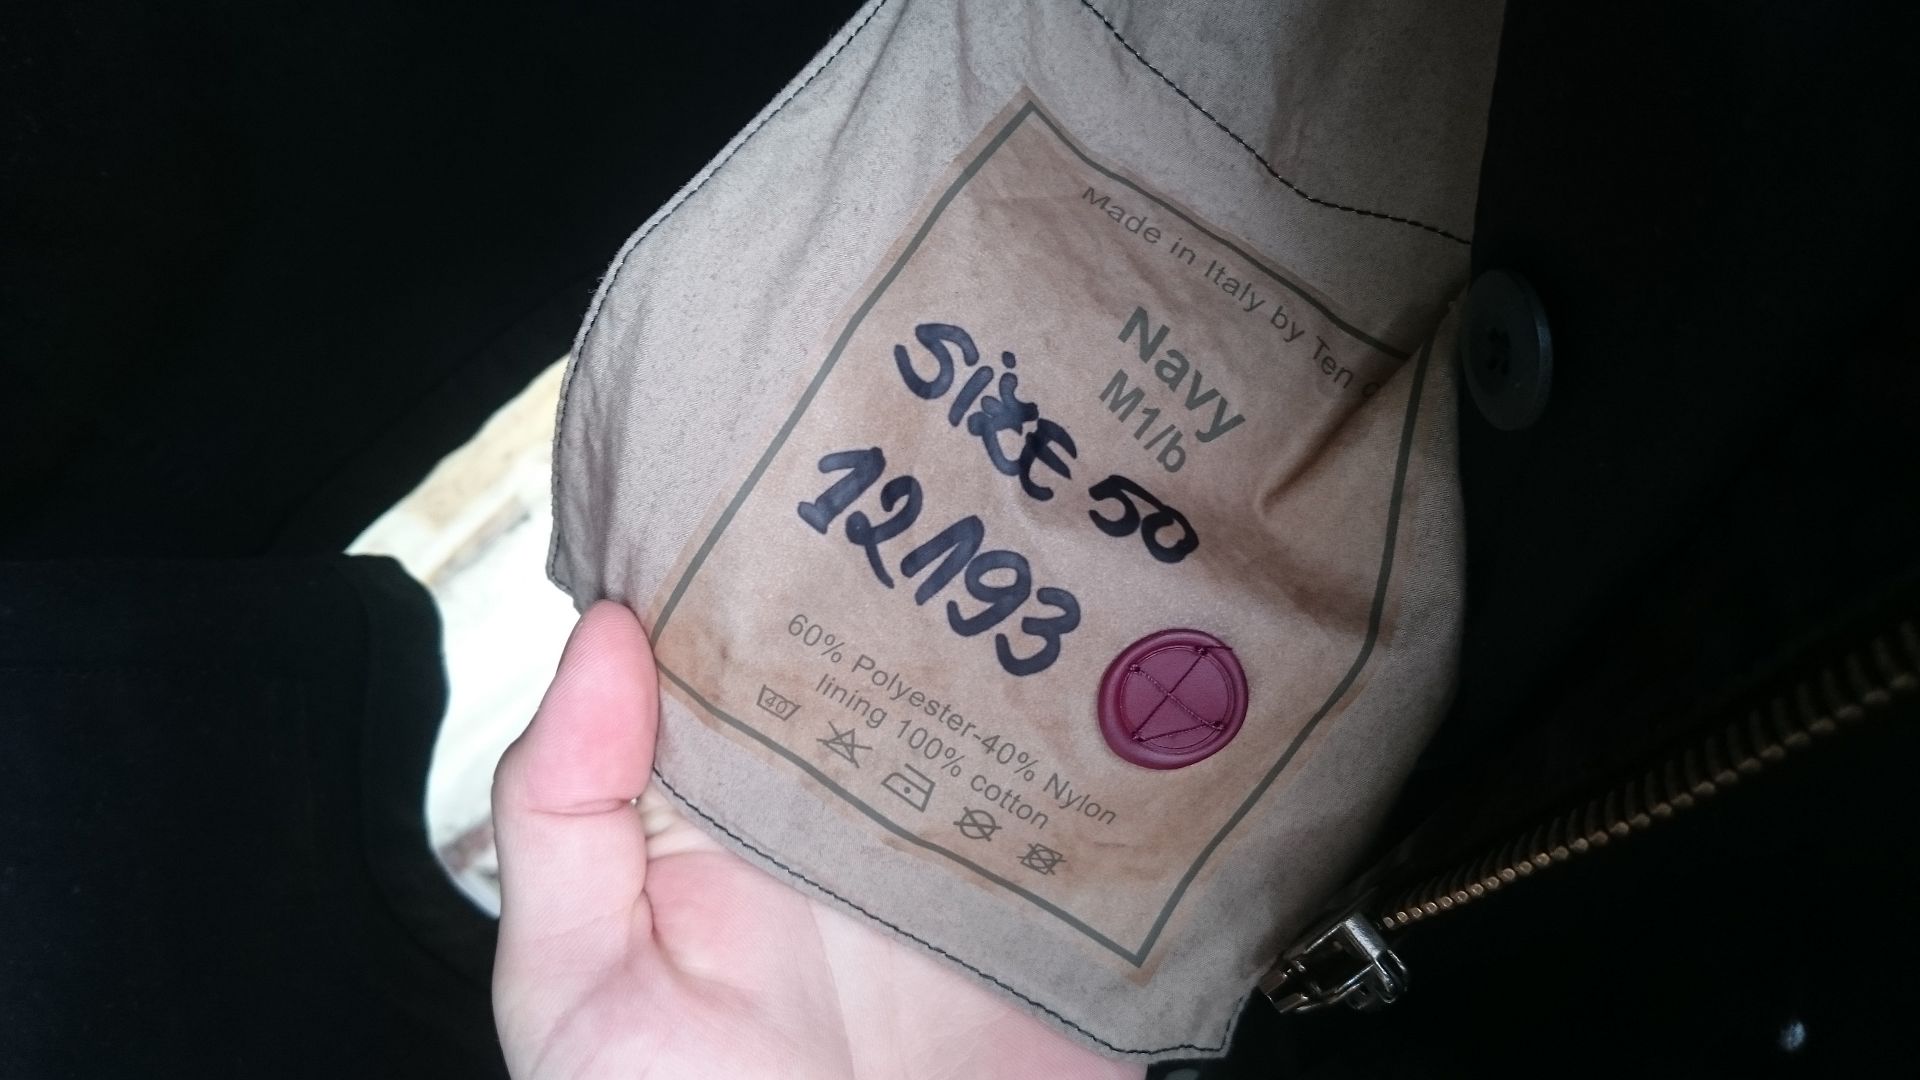 Made in Italy by Ten C
Navy
M1/b
SiZE 50
12193
60% Polyester-40% Nylon
lining 100% cotton
40